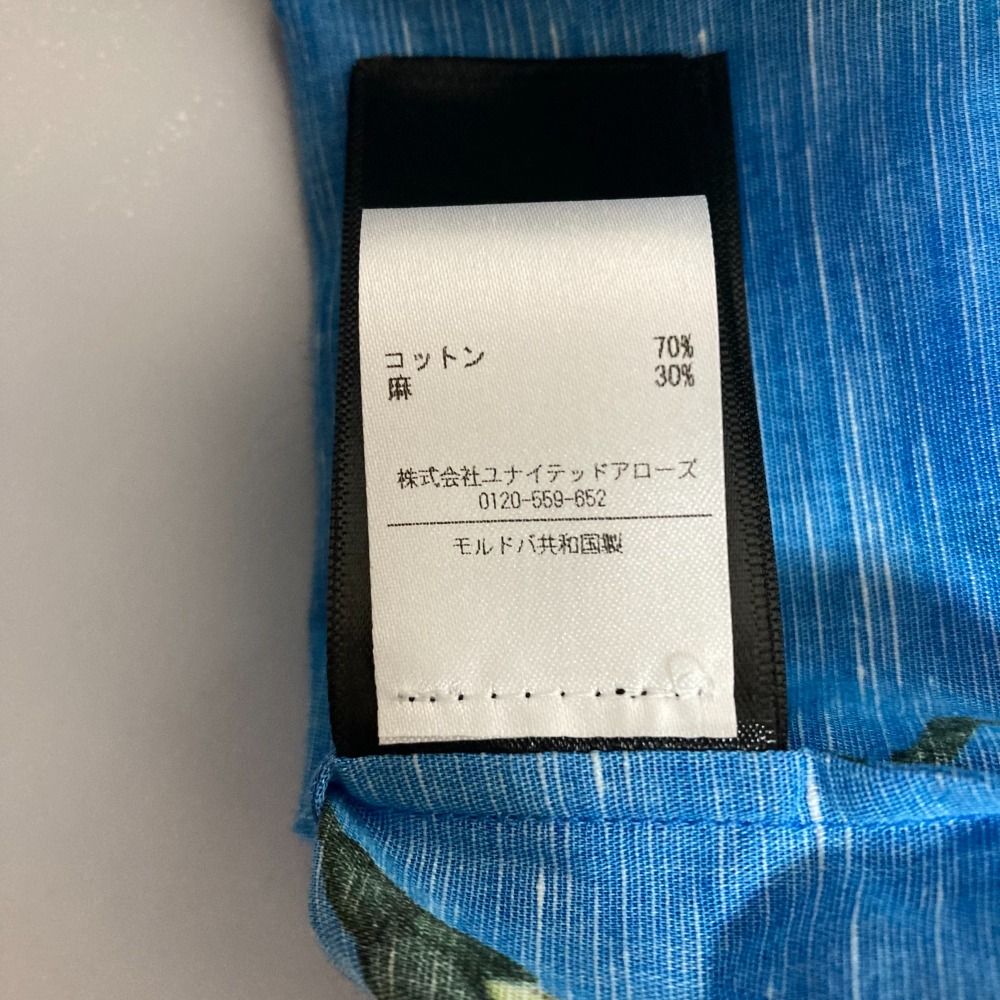 コットン 70%
麻 30%
株式会社ユナイテッドアローズ
0120-559-652
モルドバ共和国製